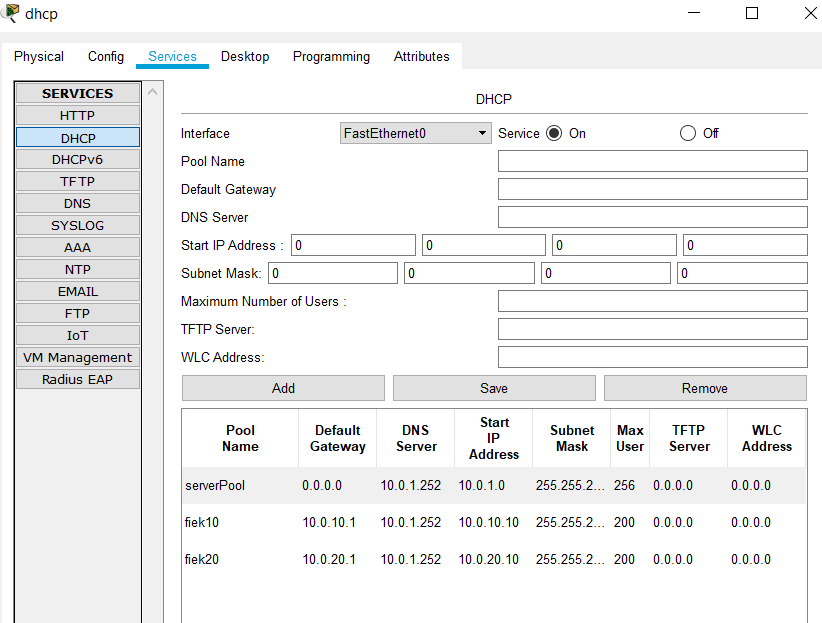 dhcp
Physical Config Services Desktop Programming Attributes
SERVICES
HTTP
DHCP
DHCPv6
TFTP
DNS
SYSLOG
AAA
NTP
EMAIL
FTP
IoT
VM Management
Radius EAP
DHCP
Interface FastEthernet0 Service On Off
Pool Name
Default Gateway
DNS Server
Start IP Address : 0 0 0 0
Subnet Mask: 0 0 0 0
Maximum Number of Users :
TFTP Server:
WLC Address:
Add Save Remove
Pool Name Default Gateway DNS Server Start IP Address Subnet Mask Max User TFTP Server WLC Address
serverPool 0.0.0.0 10.0.1.252 10.0.1.0 255.255.2... 256 0.0.0.0 0.0.0.0
fiek10 10.0.10.1 10.0.1.252 10.0.10.10 255.255.2... 200 0.0.0.0 0.0.0.0
fiek20 10.0.20.1 10.0.1.252 10.0.20.10 255.255.2... 200 0.0.0.0 0.0.0.0